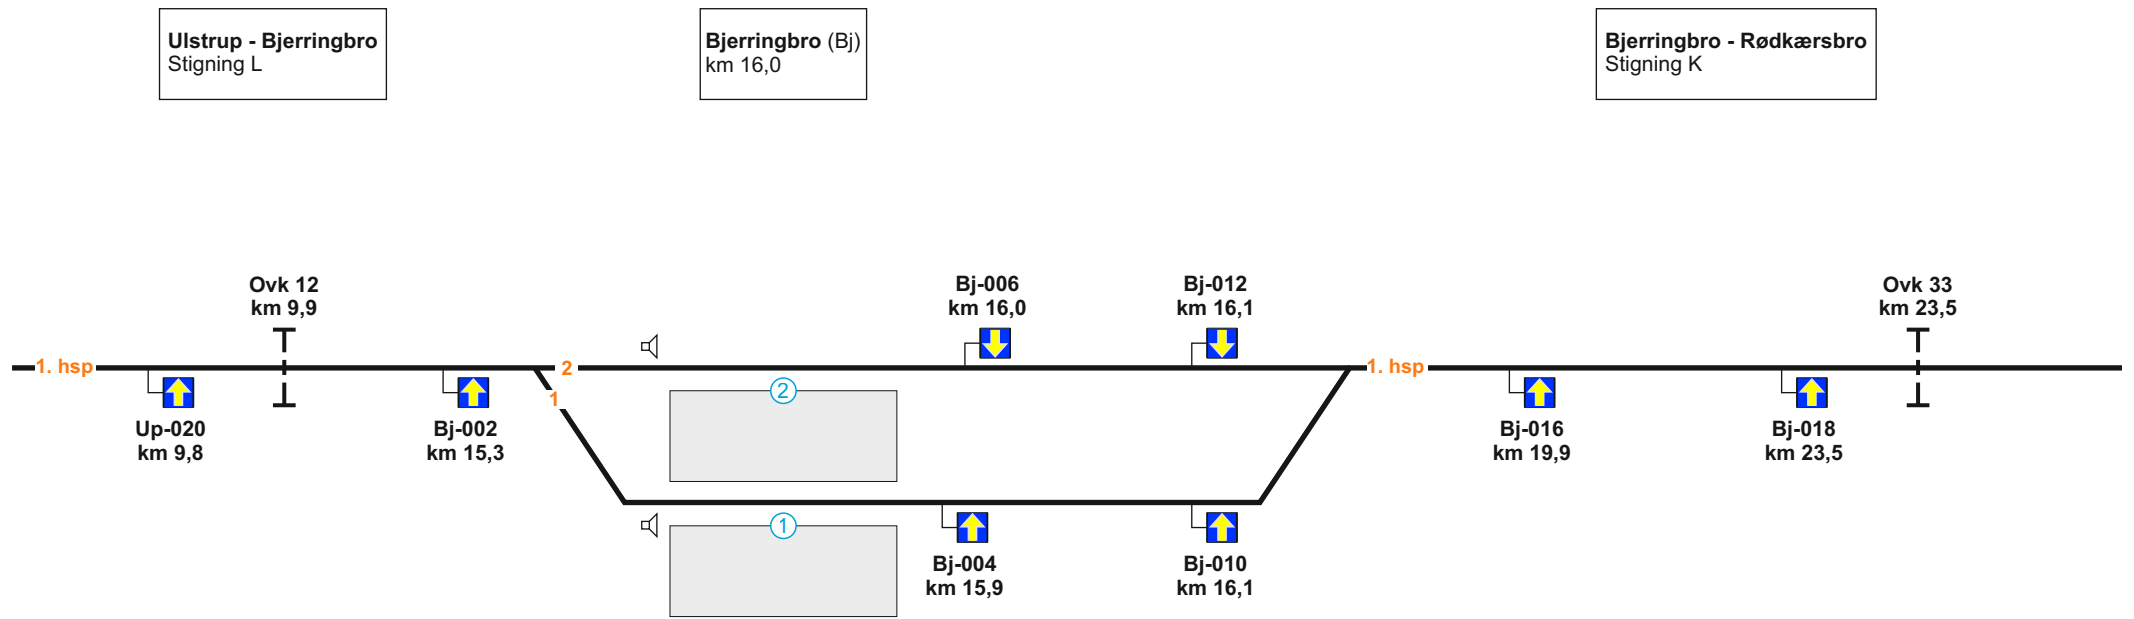 Ulstrup - Bjerringbro
Stigning L
Bjerringbro (Bj)
km 16,0
Bjerringbro - Rødkærsbro
Stigning K
Ovk 12
km 9,9
Bj-006
km 16,0
Bj-012
km 16,1
Ovk 33
km 23,5
1. hsp
2
1. hsp
1
2
Up-020
km 9,8
Bj-002
km 15,3
Bj-016
km 19,9
Bj-018
km 23,5
1
Bj-004
km 15,9
Bj-010
km 16,1